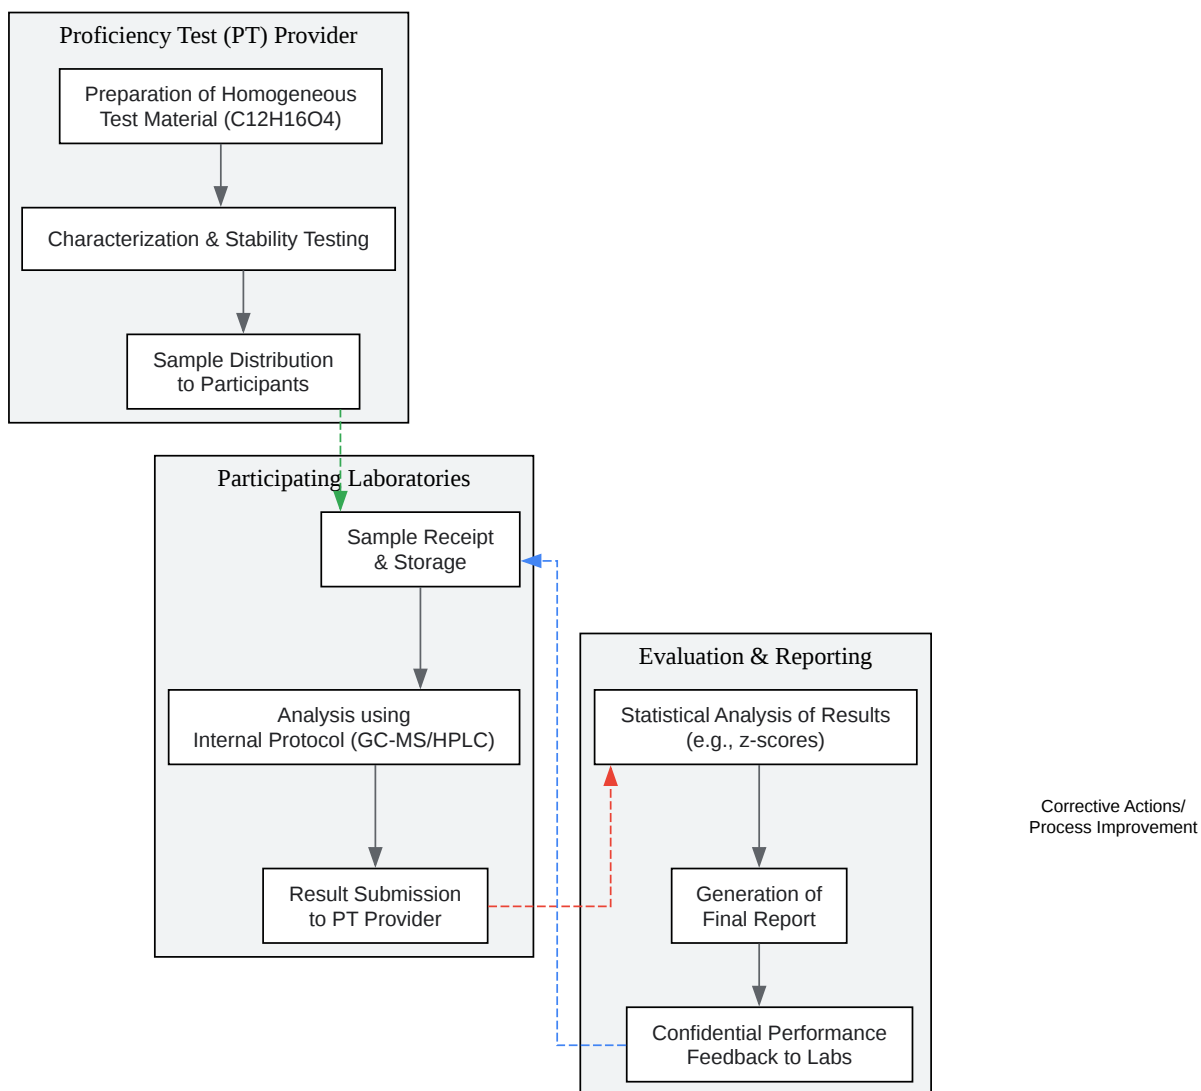 Proficiency Test (PT) Provider
Preparation of Homogeneous
Test Material (C12H16O4)
Characterization & Stability Testing
Sample Distribution
to Participants
Participating Laboratories
Sample Receipt
& Storage
Analysis using
Internal Protocol (GC-MS/HPLC)
Result Submission
to PT Provider
Evaluation & Reporting
Statistical Analysis of Results
(e.g., z-scores)
Generation of
Final Report
Confidential Performance
Feedback to Labs
Corrective Actions/
Process Improvement